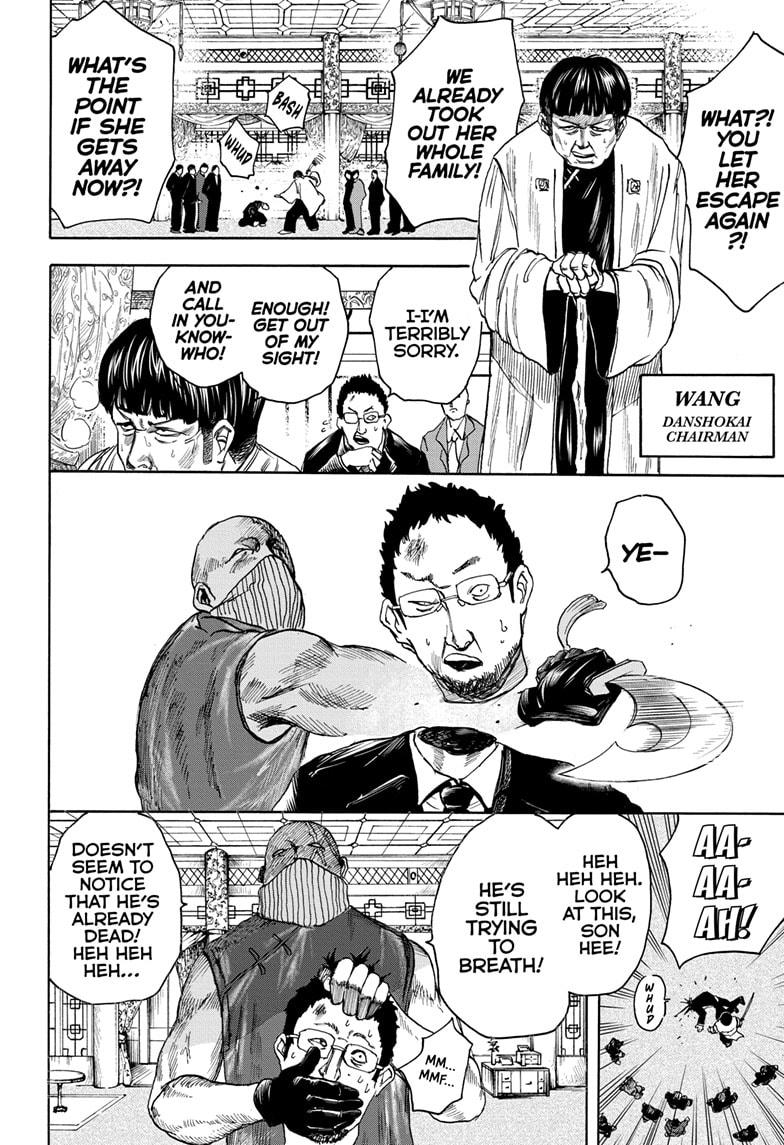 WHAT?!
YOU
LET
HER
ESCAPE
AGAIN
?!
WE
ALREADY
TOOK
OUT HER
WHOLE
FAMILY!
BASH
WHUD
WHAT'S
THE
POINT
IF SHE
GETS
AWAY
NOW?!
WANG
DANSHOKAI
CHAIRMAN
I-I'M
TERRIBLY
SORRY.
ENOUGH!
GET OUT
OF MY
SIGHT!
AND
CALL
IN YOU-
KNOW-
WHO!
YE-
AA-
AA-
AH!
WHUD
HEH
HEH HEH.
LOOK
AT THIS,
SON
HEE!
HE'S
STILL
TRYING
TO
BREATH!
MM...
MMF...
DOESN'T
SEEM TO
NOTICE
THAT HE'S
ALREADY
DEAD!
HEH HEH
HEH...